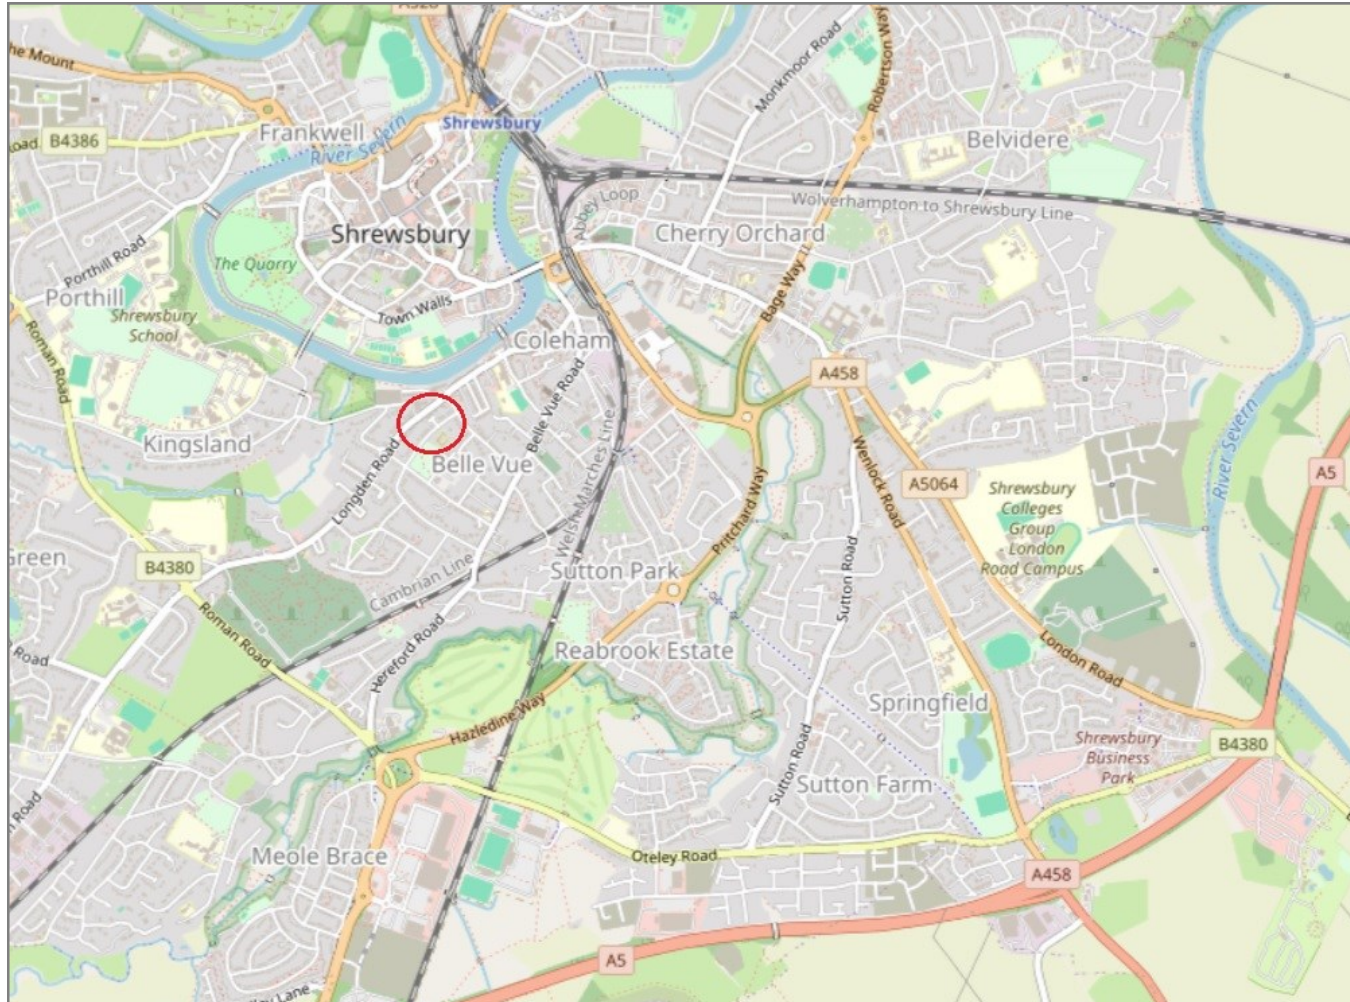 A528
The Mount
Shrewsbury
Monkmoor Road
Robertson Way
Frankwell
River Severn
B4386
Road
Belvidere
Abbey Loop
Wolverhampton to Shrewsbury Line
Shrewsbury
Cherry Orchard
Porthill Road
The Quarry
Bage Way
Porthill
Shrewsbury
School
Town Walls
Coleham
Roman Road
A458
Belle Vue Road
Kingsland
Belle Vue
Longden Road
Welsh Marches Line
Wenlock Road
River Severn
A5
A5064
Shrewsbury
Colleges
Group
London
Road Campus
Pritchard Way
Green
B4380
Cambrian Line
Sutton Park
Sutton Road
Roman Road
Hereford Road
Reabrook Estate
London Road
Road
Hazledine Way
Springfield
Shrewsbury
Business
Park
B4380
Sutton Road
Sutton Farm
Road
Meole Brace
Oteley Road
A458
A5
Lane